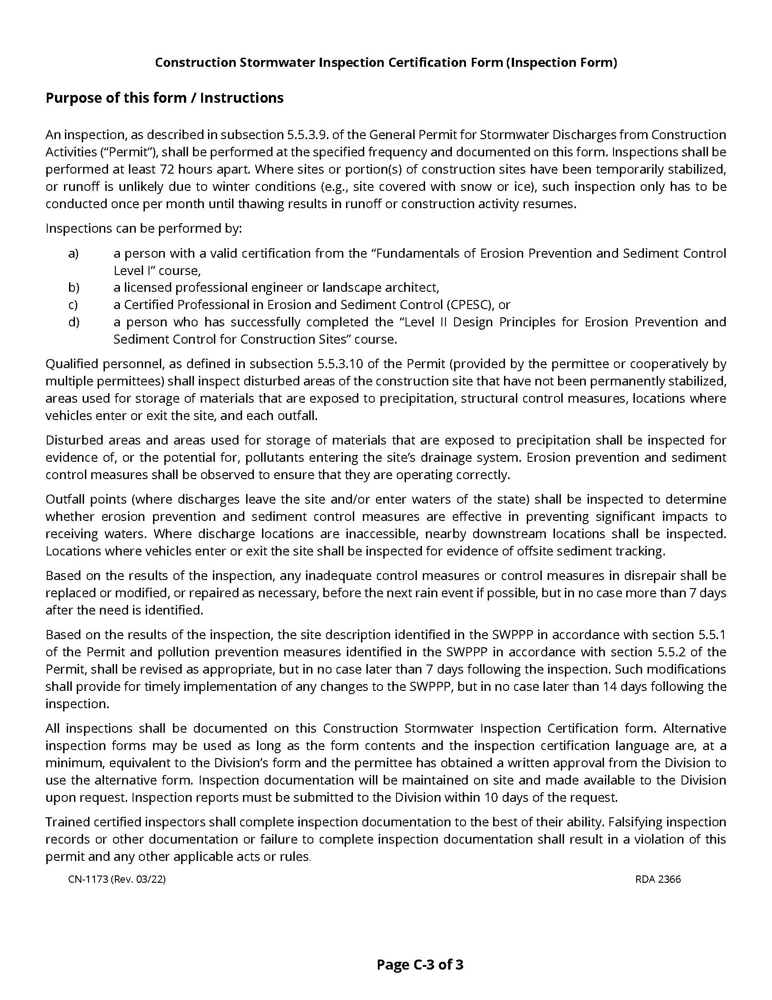 Construction Stormwater Inspection Certification Form (Inspection Form)
Purpose of this form / Instructions
An inspection, as described in subsection 5.5.3.9. of the General Permit for Stormwater Discharges from Construction
Activities (“Permit”), shall be performed at the specified frequency and documented on this form. Inspections shall be
performed at least 72 hours apart. Where sites or portion(s) of construction sites have been temporarily stabilized,
or runoff is unlikely due to winter conditions (e.g., site covered with snow or ice), such inspection only has to be
conducted once per month until thawing results in runoff or construction activity resumes.
Inspections can be performed by:
a) a person with a valid certification from the “Fundamentals of Erosion Prevention and Sediment Control
Level I” course,
b) a licensed professional engineer or landscape architect,
c) a Certified Professional in Erosion and Sediment Control (CPESC), or
d) a person who has successfully completed the “Level II Design Principles for Erosion Prevention and
Sediment Control for Construction Sites” course.
Qualified personnel, as defined in subsection 5.5.3.10 of the Permit (provided by the permittee or cooperatively by
multiple permittees) shall inspect disturbed areas of the construction site that have not been permanently stabilized,
areas used for storage of materials that are exposed to precipitation, structural control measures, locations where
vehicles enter or exit the site, and each outfall.
Disturbed areas and areas used for storage of materials that are exposed to precipitation shall be inspected for
evidence of, or the potential for, pollutants entering the site’s drainage system. Erosion prevention and sediment
control measures shall be observed to ensure that they are operating correctly.
Outfall points (where discharges leave the site and/or enter waters of the state) shall be inspected to determine
whether erosion prevention and sediment control measures are effective in preventing significant impacts to
receiving waters. Where discharge locations are inaccessible, nearby downstream locations shall be inspected.
Locations where vehicles enter or exit the site shall be inspected for evidence of offsite sediment tracking.
Based on the results of the inspection, any inadequate control measures or control measures in disrepair shall be
replaced or modified, or repaired as necessary, before the next rain event if possible, but in no case more than 7 days
after the need is identified.
Based on the results of the inspection, the site description identified in the SWPPP in accordance with section 5.5.1
of the Permit and pollution prevention measures identified in the SWPPP in accordance with section 5.5.2 of the
Permit, shall be revised as appropriate, but in no case later than 7 days following the inspection. Such modifications
shall provide for timely implementation of any changes to the SWPPP, but in no case later than 14 days following the
inspection.
All inspections shall be documented on this Construction Stormwater Inspection Certification form. Alternative
inspection forms may be used as long as the form contents and the inspection certification language are, at a
minimum, equivalent to the Division’s form and the permittee has obtained a written approval from the Division to
use the alternative form. Inspection documentation will be maintained on site and made available to the Division
upon request. Inspection reports must be submitted to the Division within 10 days of the request.
Trained certified inspectors shall complete inspection documentation to the best of their ability. Falsifying inspection
records or other documentation or failure to complete inspection documentation shall result in a violation of this
permit and any other applicable acts or rules.
CN-1173 (Rev. 03/22) RDA 2366
Page C-3 of 3